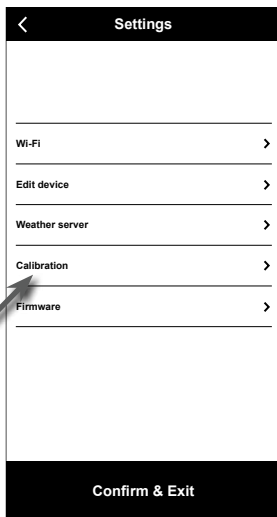 Settings
Wi-Fi
Edit device
Weather server
Calibration
Firmware
Confirm & Exit